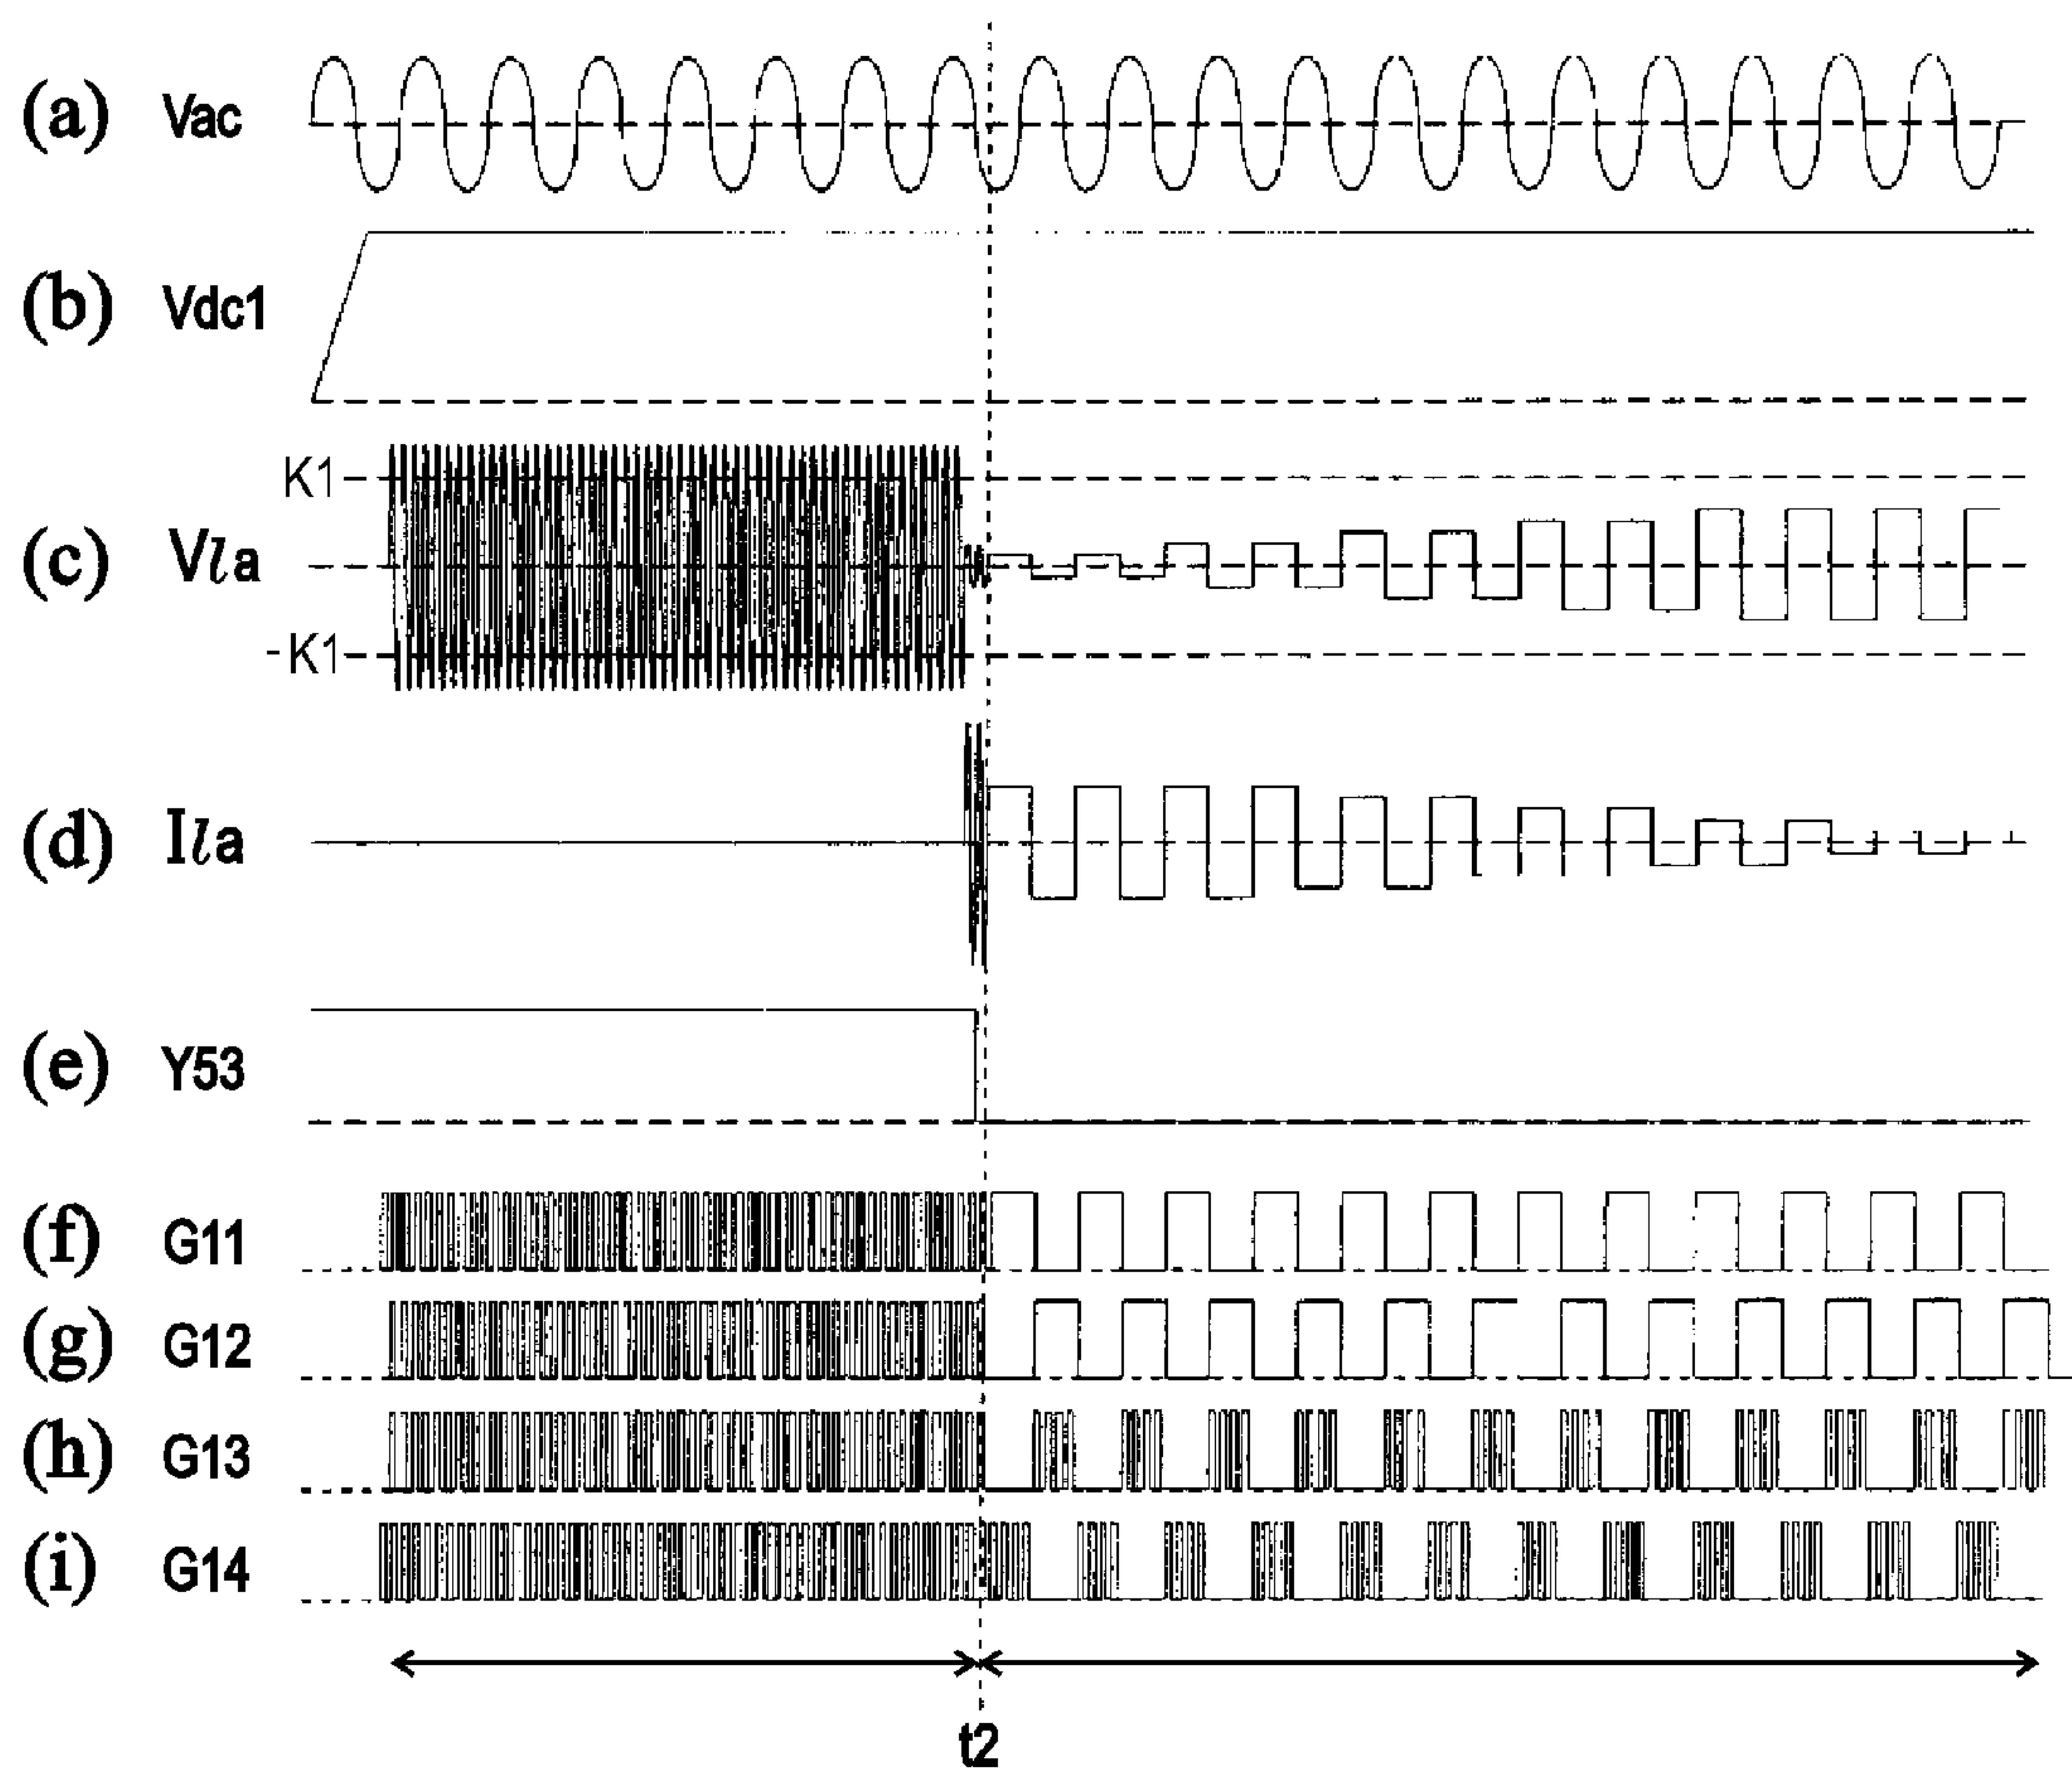 (a) Vac
(b) Vdc1
K1
(c) Vla
-K1
(d) Ila
(e) Y53
(f) G11
(g) G12
(h) G13
(i) G14
t2